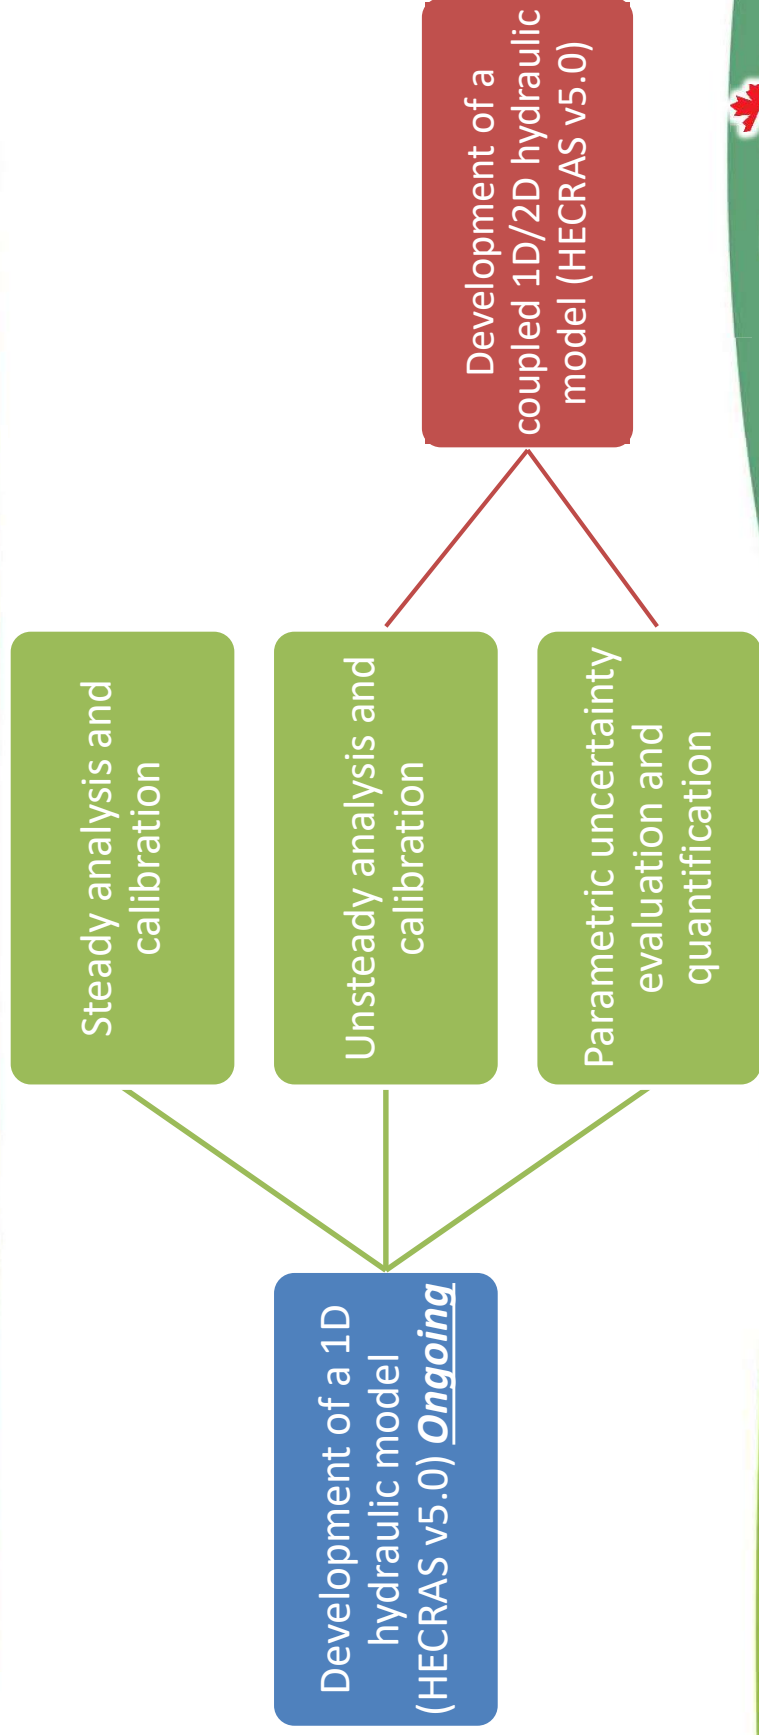 Development of a 1D
hydraulic model
(HECRAS v5.0) Ongoing
Steady analysis and
calibration
Unsteady analysis and
calibration
Parametric uncertainty
evaluation and
quantification
Development of a
coupled 1D/2D hydraulic
model (HECRAS v5.0)